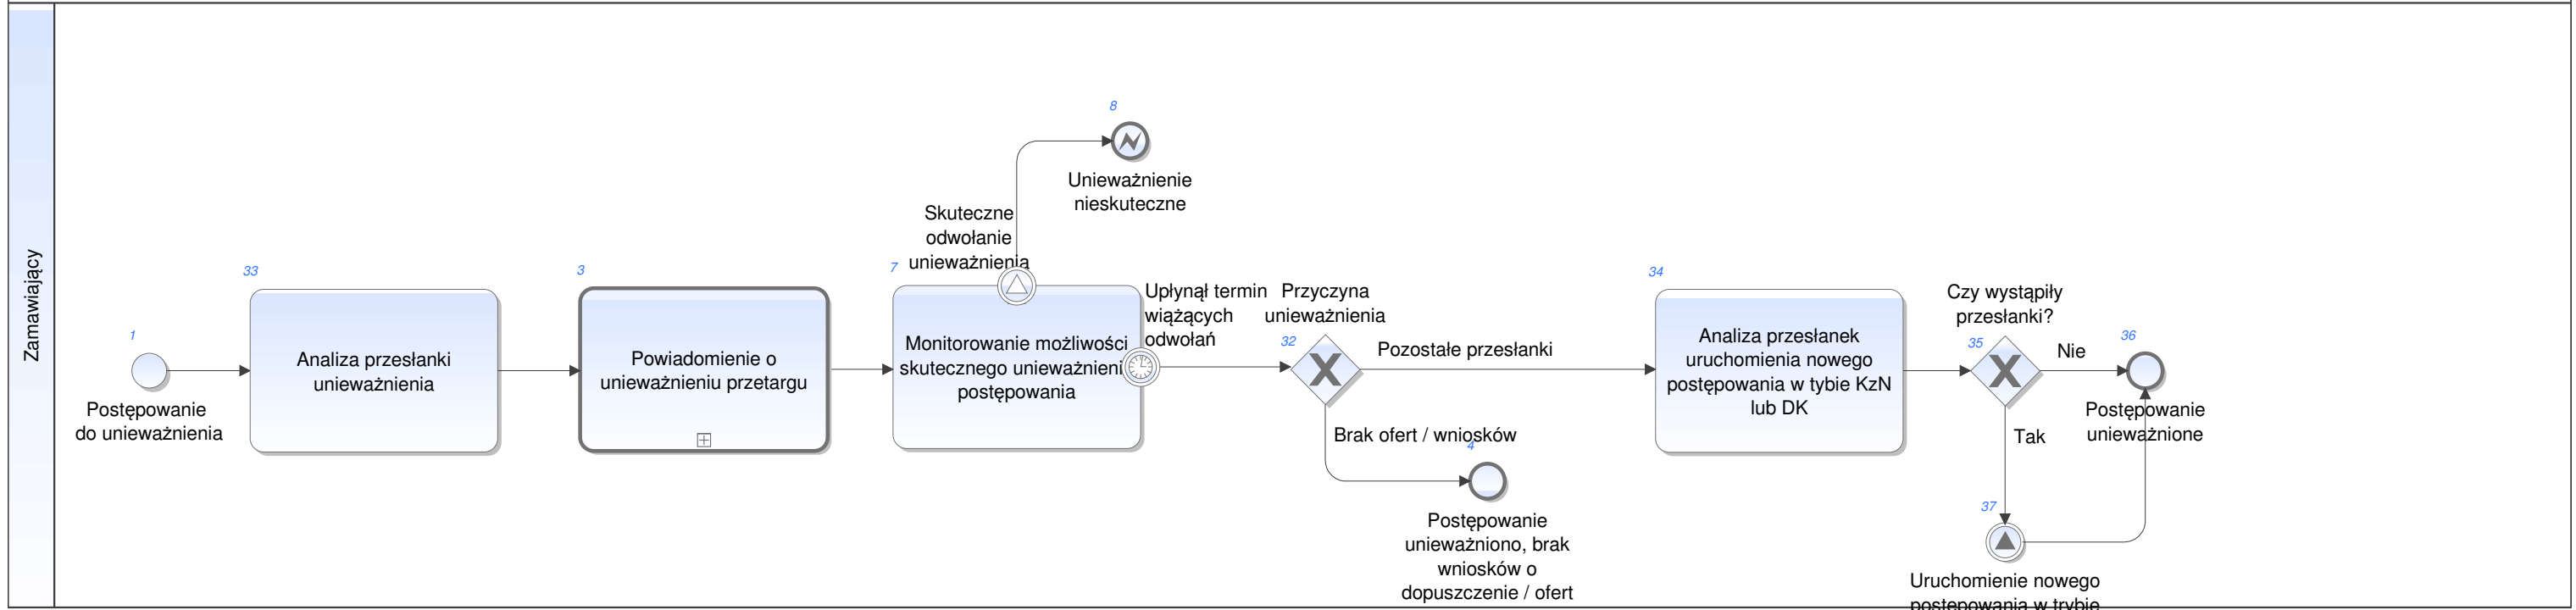 Zamawiający
1
Postępowanie
do unieważnienia
33
Analiza przesłanki
unieważnienia
3
Powiadomienie o
unieważnieniu przetargu
7
Monitorowanie możliwości
skutecznego unieważnieni
postępowania
Skuteczne
odwołanie
unieważnienia
8
Unieważnienie
nieskuteczne
Upłynął termin
wiążących
odwołań
Przyczyna
unieważnienia
32
Pozostałe przesłanki
Brak ofert / wniosków
4
Postępowanie
unieważniono, brak
wniosków o
dopuszczenie / ofert
34
Analiza przesłanek
uruchomienia nowego
postępowania w tybie KzN
lub DK
Czy wystąpiły
przesłanki?
35
Nie
36
Postępowanie
unieważnione
Tak
37
Uruchomienie nowego
postępowania w trybie